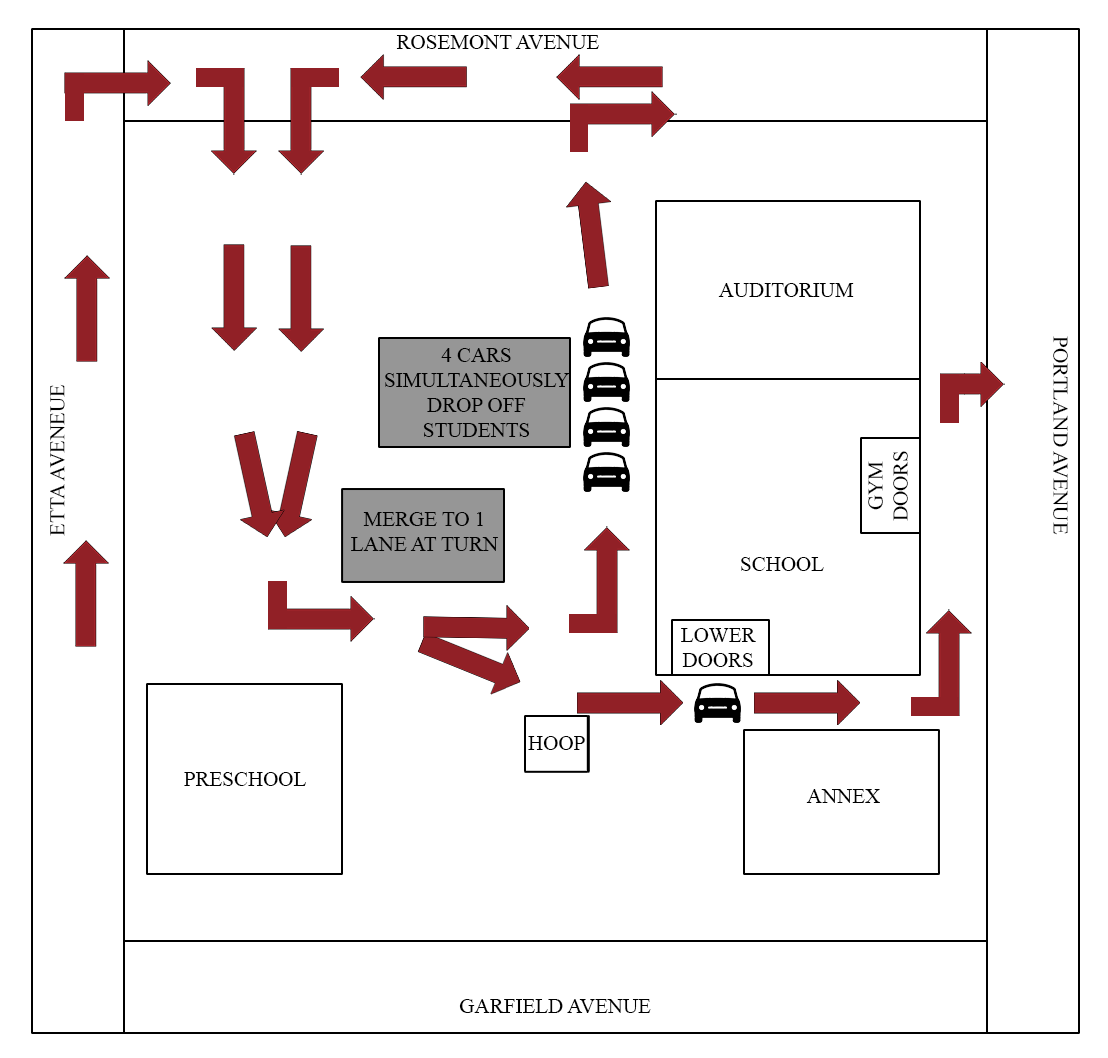 ROSEMONT AVENUE
AUDITORIUM
4 CARS
SIMULTANEOUSLY
DROP OFF
STUDENTS
ETTA AVENEUE
PORTLAND AVENUE
GYM
DOORS
MERGE TO 1
LANE AT TURN
SCHOOL
LOWER
DOORS
HOOP
PRESCHOOL
ANNEX
GARFIELD AVENUE